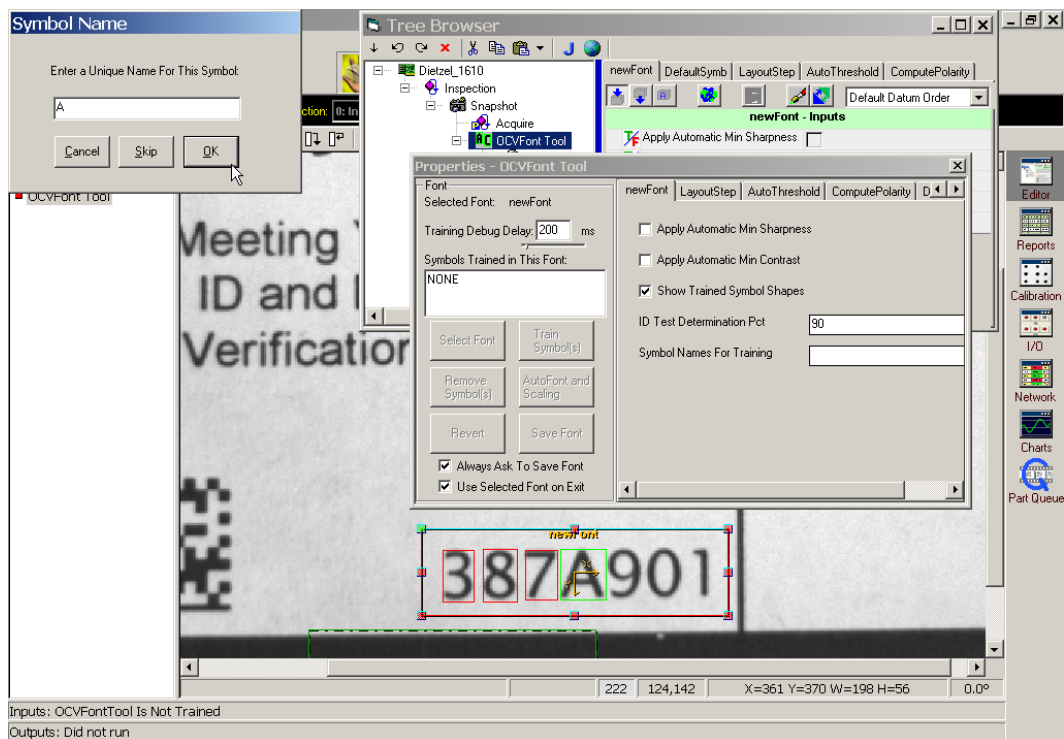 Symbol Name
Enter a Unique Name For This Symbol:
A
Cancel
Skip
OK
OCVFont Tool
Tree Browser
Dietzel_1610
Inspection
Snapshot
Acquire
OCVFont Tool
newFont
DefaultSymb
LayoutStep
AutoThreshold
ComputePolarity
Default Datum Order
newFont - Inputs
Apply Automatic Min Sharpness
Properties - OCVFont Tool
Font
Selected Font: newFont
Training Debug Delay: 200 ms
Symbols Trained in This Font:
NONE
Select Font
Train Symbol(s)
Remove Symbol(s)
AutoFont and Scaling
Revert
Save Font
Always Ask To Save Font
Use Selected Font on Exit
newFont
LayoutStep
AutoThreshold
ComputePolarity
D
Apply Automatic Min Sharpness
Apply Automatic Min Contrast
Show Trained Symbol Shapes
ID Test Determination Pct 90
Symbol Names For Training
Editor
Reports
Calibration
I/O
Network
Charts
Part Queue
Meeting
ID and
Verification
newFont
387A901
222
124,142
X=361 Y=370 W=198 H=56
0.0°
Inputs: OCVFontTool Is Not Trained
Outputs: Did not run